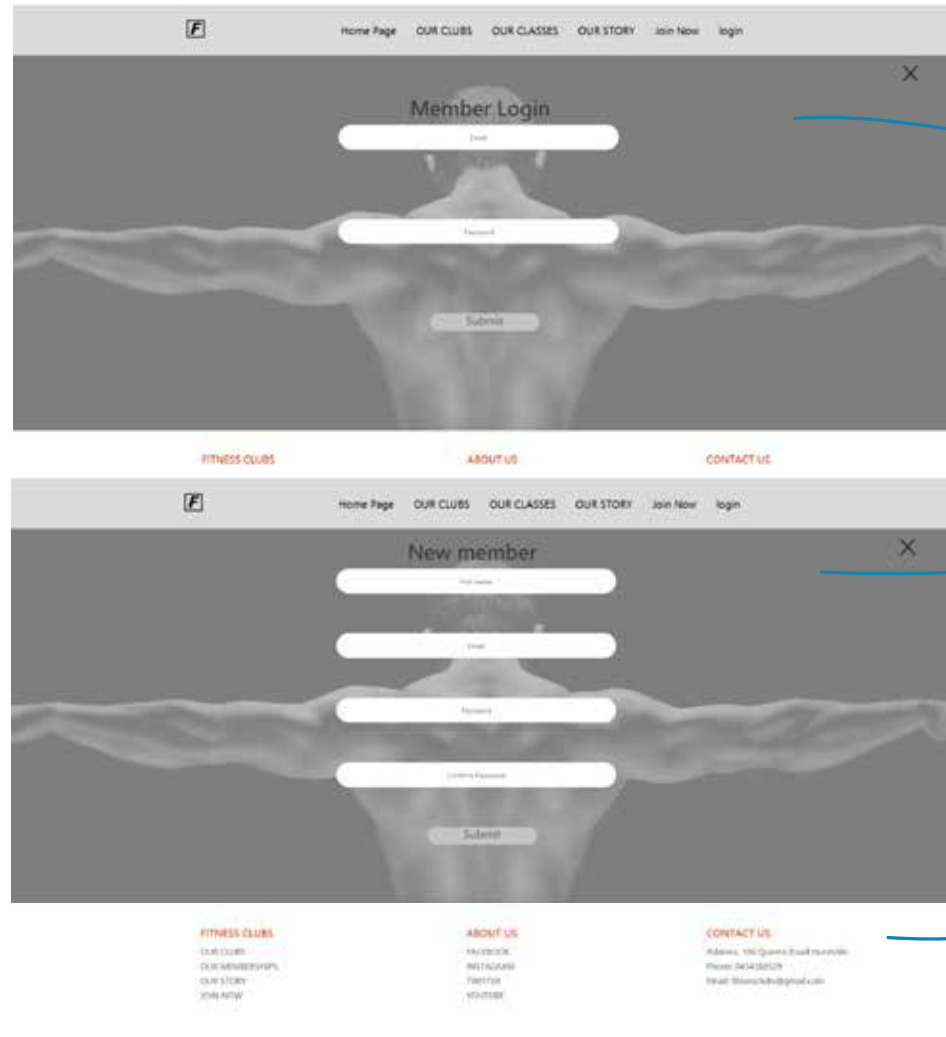 F
Home Page OUR CLUBS OUR CLASSES OUR STORY Join Now login
Member Login
Email
Password
Submit
FITNESS CLUBS ABOUT US CONTACT US
F
Home Page OUR CLUBS OUR CLASSES OUR STORY Join Now login
New member
Email
Password
Confirm Password
Submit
FITNESS CLUBS ABOUT US CONTACT US
OUR CLUBS FACEBOOK Address:
OUR MEMBERSHIPS INSTAGRAM Phone:
OUR STORY TWITTER Email:
JOIN NOW YOUTUBE